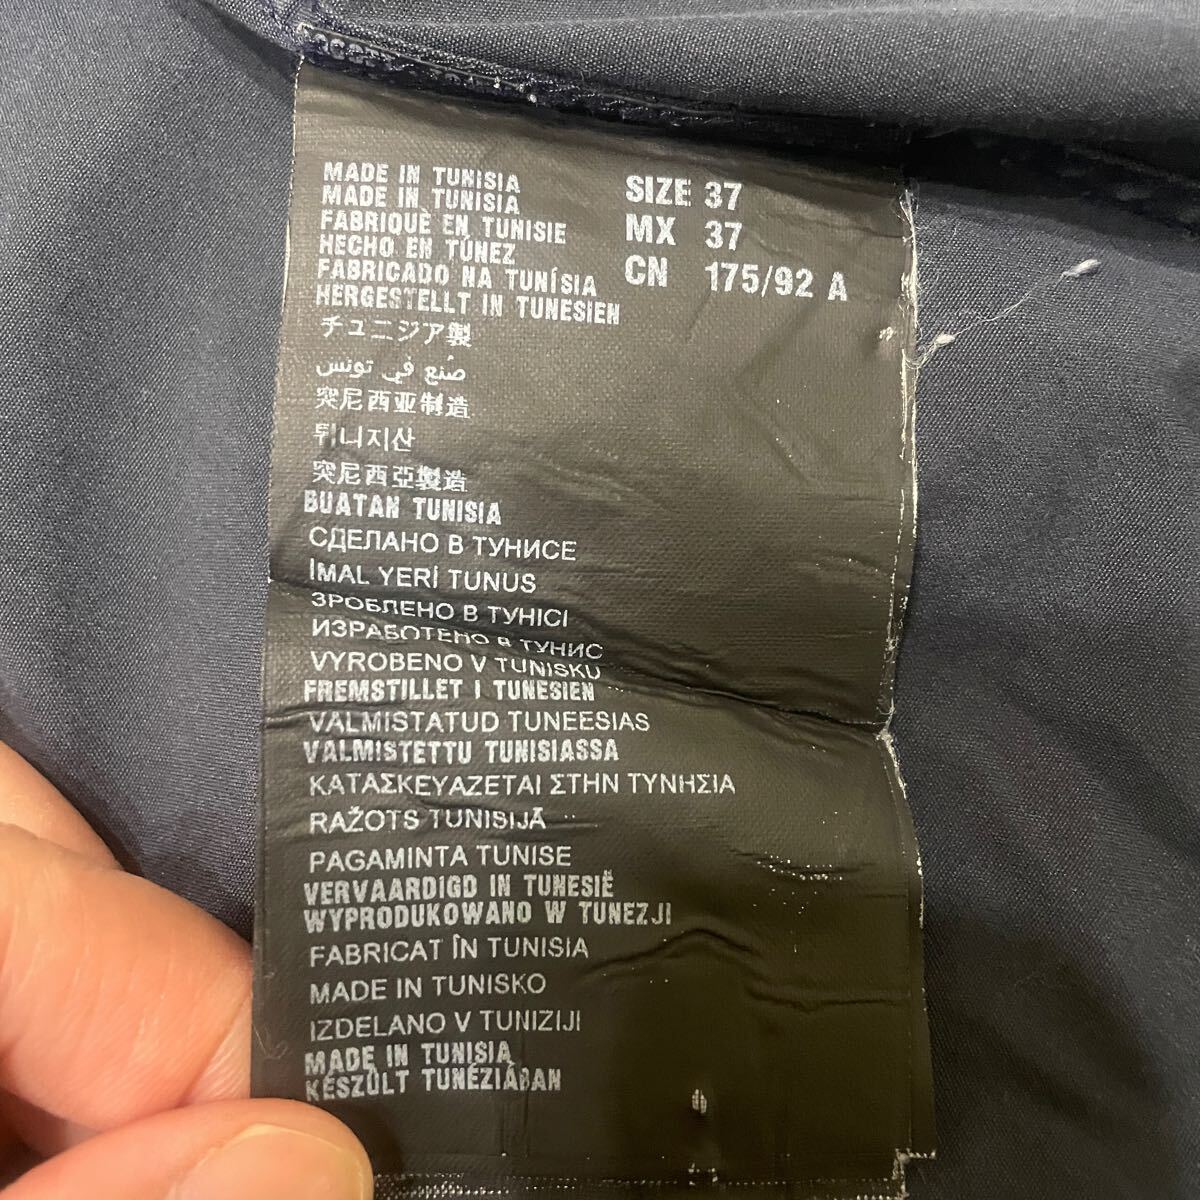 MADE IN TUNISIA
MADE IN TUNISIA
FABRIQUE EN TUNISIE
HECHO EN TÚNEZ
FABRICADO NA TUNÍSIA
HERGESTELLT IN TUNESIEN
チュニジア製
صنع في تونس
突尼西亚制造
튀니지산
突尼西亞製造
BUATAN TUNISIA
СДЕЛАНО В ТУНИСЕ
İMAL YERİ TUNUS
ЗРОБЛЕНО В ТУНІСІ
ИЗРАБОТЕНО В ТУНИС
VYROBENO V TUNISKU
FREMSTILLET I TUNESIEN
VALMISTATUD TUNEESIAS
VALMISTETTU TUNISIASSA
ΚΑΤΑΣΚΕΥΑΖΕΤΑΙ ΣΤΗΝ ΤΥΝΗΣΙΑ
RAŽOTS TUNISIJĀ
PAGAMINTA TUNISE
VERVAARDIGD IN TUNESIË
WYPRODUKOWANO W TUNEZJI
FABRICAT ÎN TUNISIA
MADE IN TUNISKO
IZDELANO V TUNIZIJI
MADE IN TUNISIA
KÉSZÜLT TUNÉZIÁBAN
SIZE 37
MX 37
CN 175/92 A